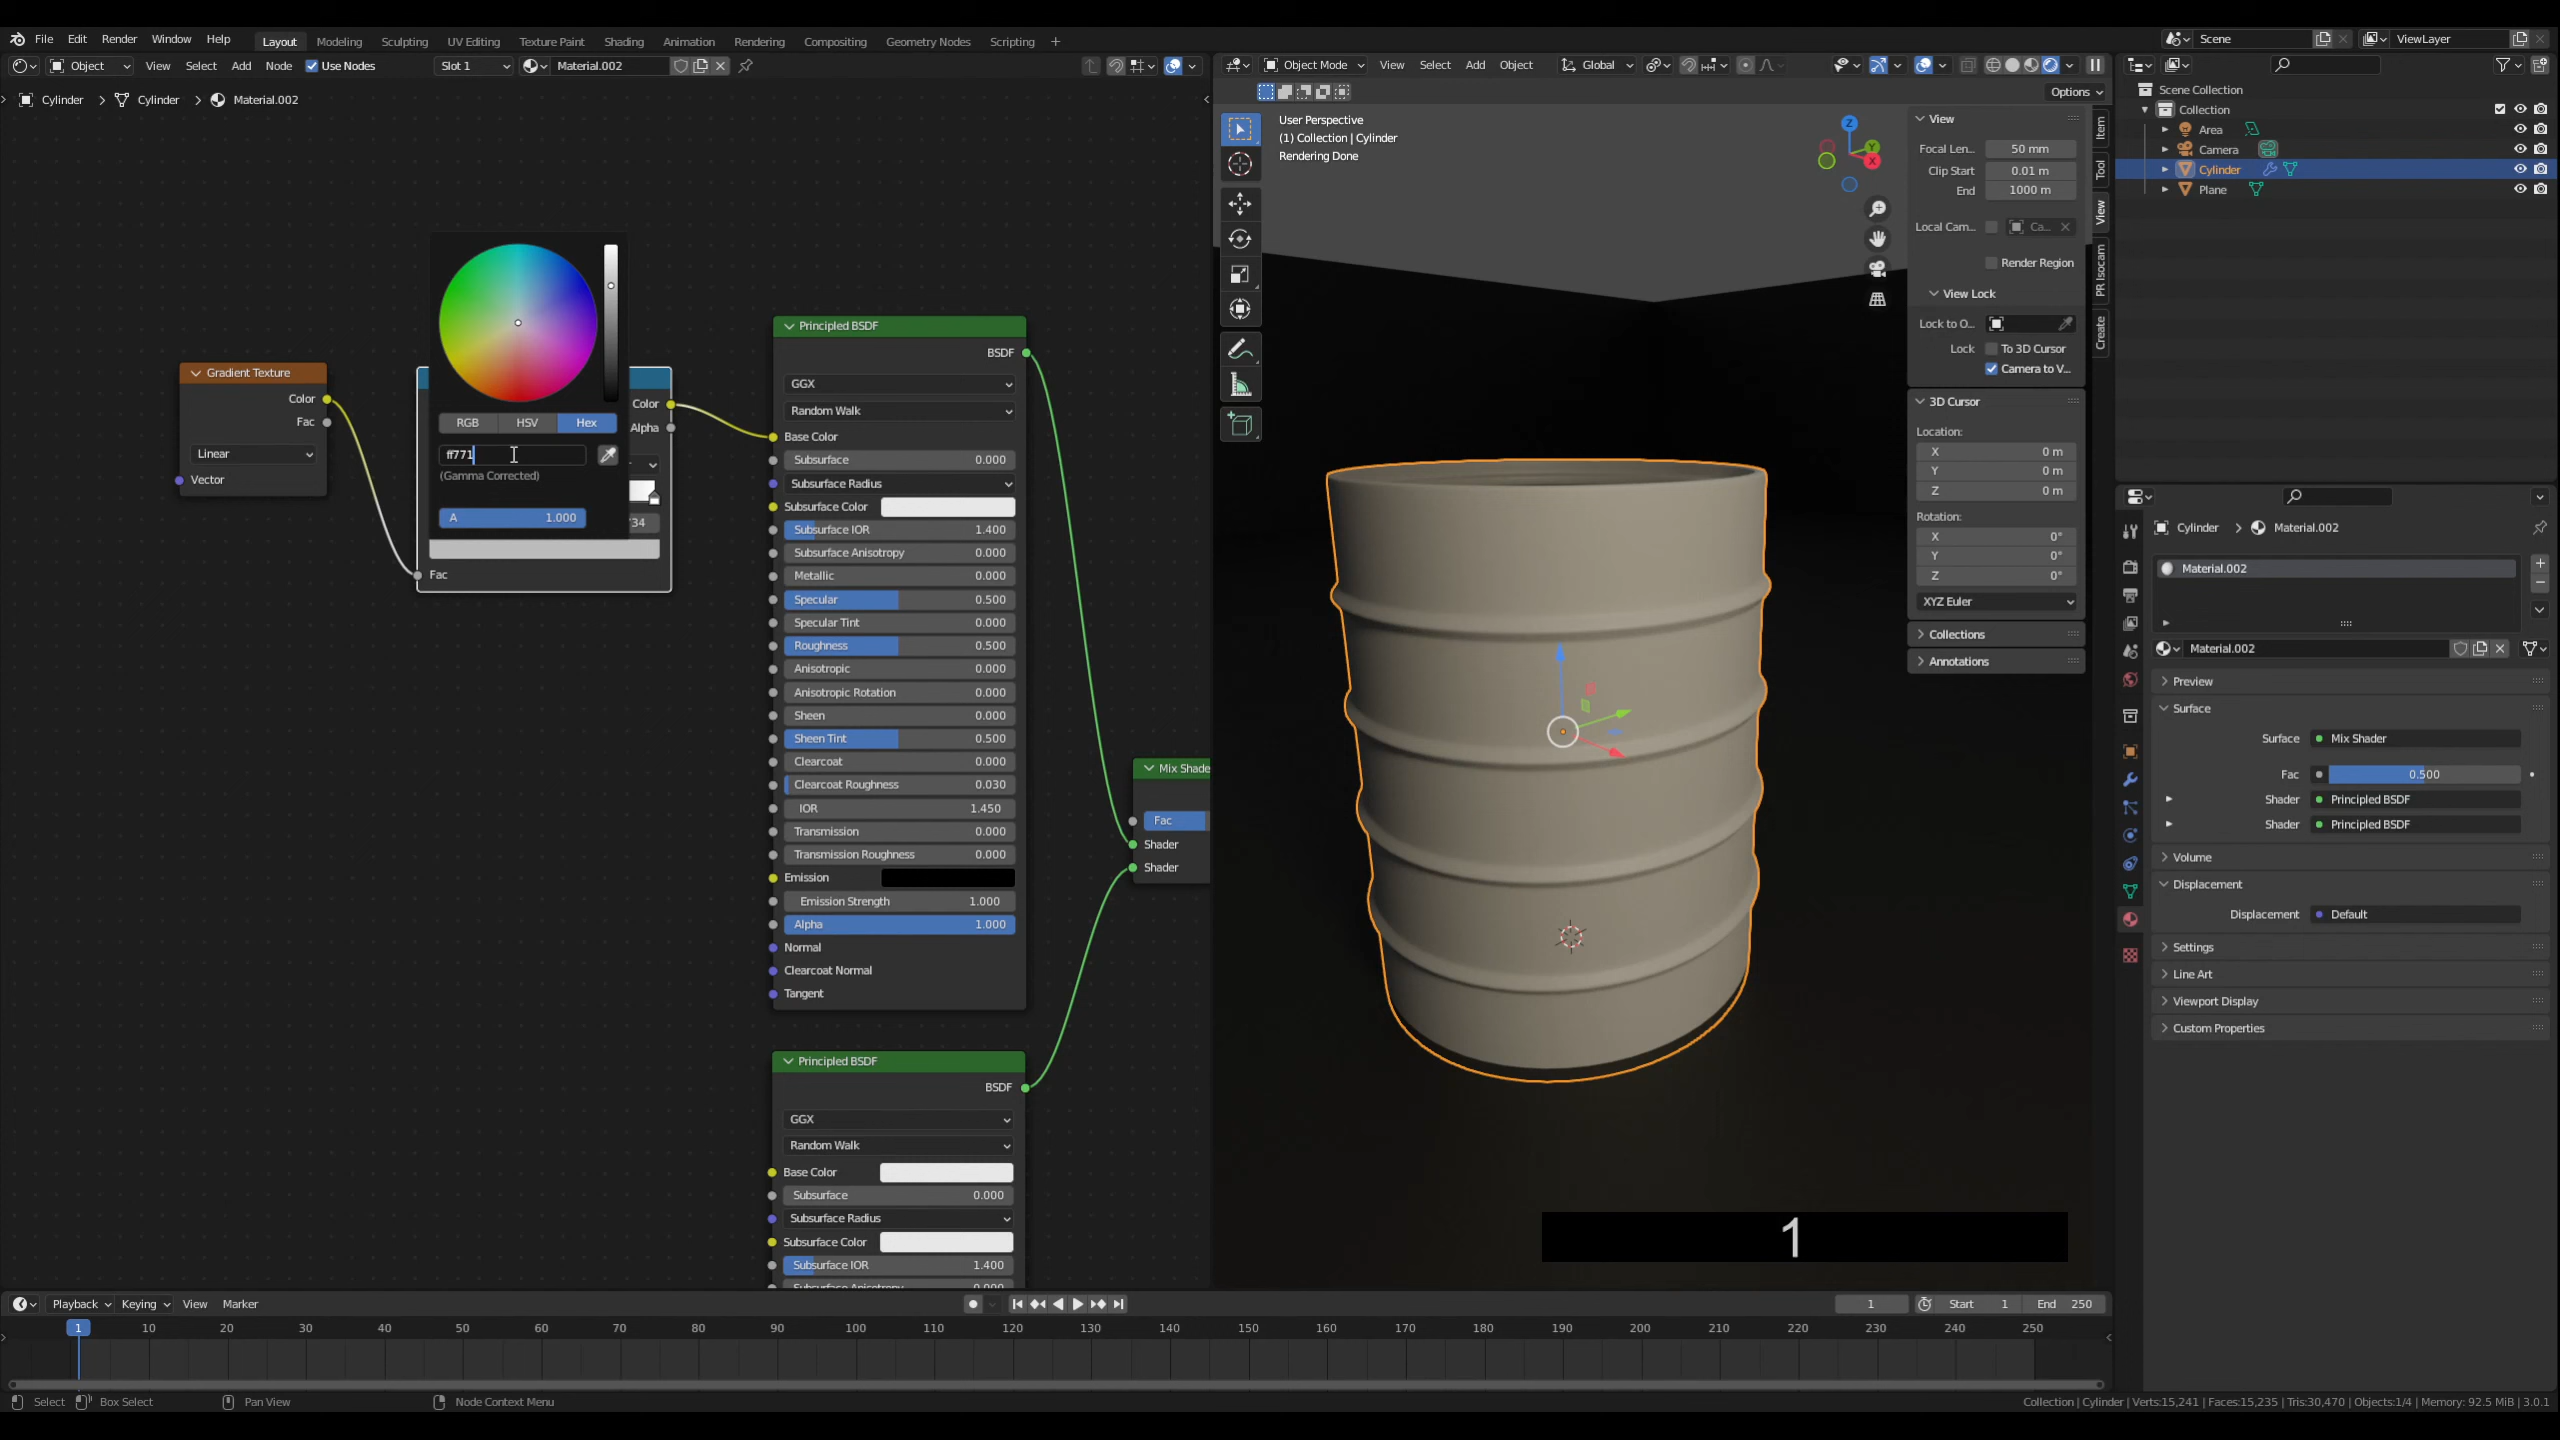 File Edit Render Window Help Layout Modeling Sculpting UV Editing Texture Paint Shading Animation Rendering Compositing Geometry Nodes Scripting +
Scene ViewLayer
Object View Select Add Node Use Nodes Slot 1 Material.002
Object Mode View Select Add Object Global
Options
Cylinder > Cylinder > Material.002
User Perspective
(1) Collection | Cylinder
Rendering Done
Z
Y
X
Gradient Texture
Color
Fac
Linear
Vector
RGB HSV Hex
ff771
(Gamma Corrected)
A 1.000
Color
Alpha
34
Fac
Principled BSDF
BSDF
GGX
Random Walk
Base Color
Subsurface 0.000
Subsurface Radius
Subsurface Color
Subsurface IOR 1.400
Subsurface Anisotropy 0.000
Metallic 0.000
Specular 0.500
Specular Tint 0.000
Roughness 0.500
Anisotropic 0.000
Anisotropic Rotation 0.000
Sheen 0.000
Sheen Tint 0.500
Clearcoat 0.000
Clearcoat Roughness 0.030
IOR 1.450
Transmission 0.000
Transmission Roughness 0.000
Emission
Emission Strength 1.000
Alpha 1.000
Normal
Clearcoat Normal
Tangent
Principled BSDF
BSDF
GGX
Random Walk
Base Color
Subsurface 0.000
Subsurface Radius
Subsurface Color
Subsurface IOR 1.400
Subsurface Anisotropy 0.000
Mix Shade
Fac
Shader
Shader
View
Focal Len... 50 mm
Clip Start 0.01 m
End 1000 m
Local Cam... Ca...
Render Region
View Lock
Lock to O...
Lock To 3D Cursor
Camera to V...
3D Cursor
Location:
X 0 m
Y 0 m
Z 0 m
Rotation:
X 0°
Y 0°
Z 0°
XYZ Euler
Collections
Annotations
Item
Tool
View
PR Isocam
Create
1
Scene Collection
Collection
Area
Camera
Cylinder
Plane
Cylinder > Material.002
Material.002
Material.002
Preview
Surface
Surface Mix Shader
Fac 0.500
Shader Principled BSDF
Shader Principled BSDF
Volume
Displacement
Displacement Default
Settings
Line Art
Viewport Display
Custom Properties
Playback Keying View Marker
1 Start 1 End 250
1 10 20 30 40 50 60 70 80 90 100 110 120 130 140 150 160 170 180 190 200 210 220 230 240 250
Select Box Select Pan View Node Context Menu
Collection | Cylinder | Verts:15,241 | Faces:15,235 | Tris:30,470 | Objects:1/4 | Memory: 92.5 MiB | 3.0.1